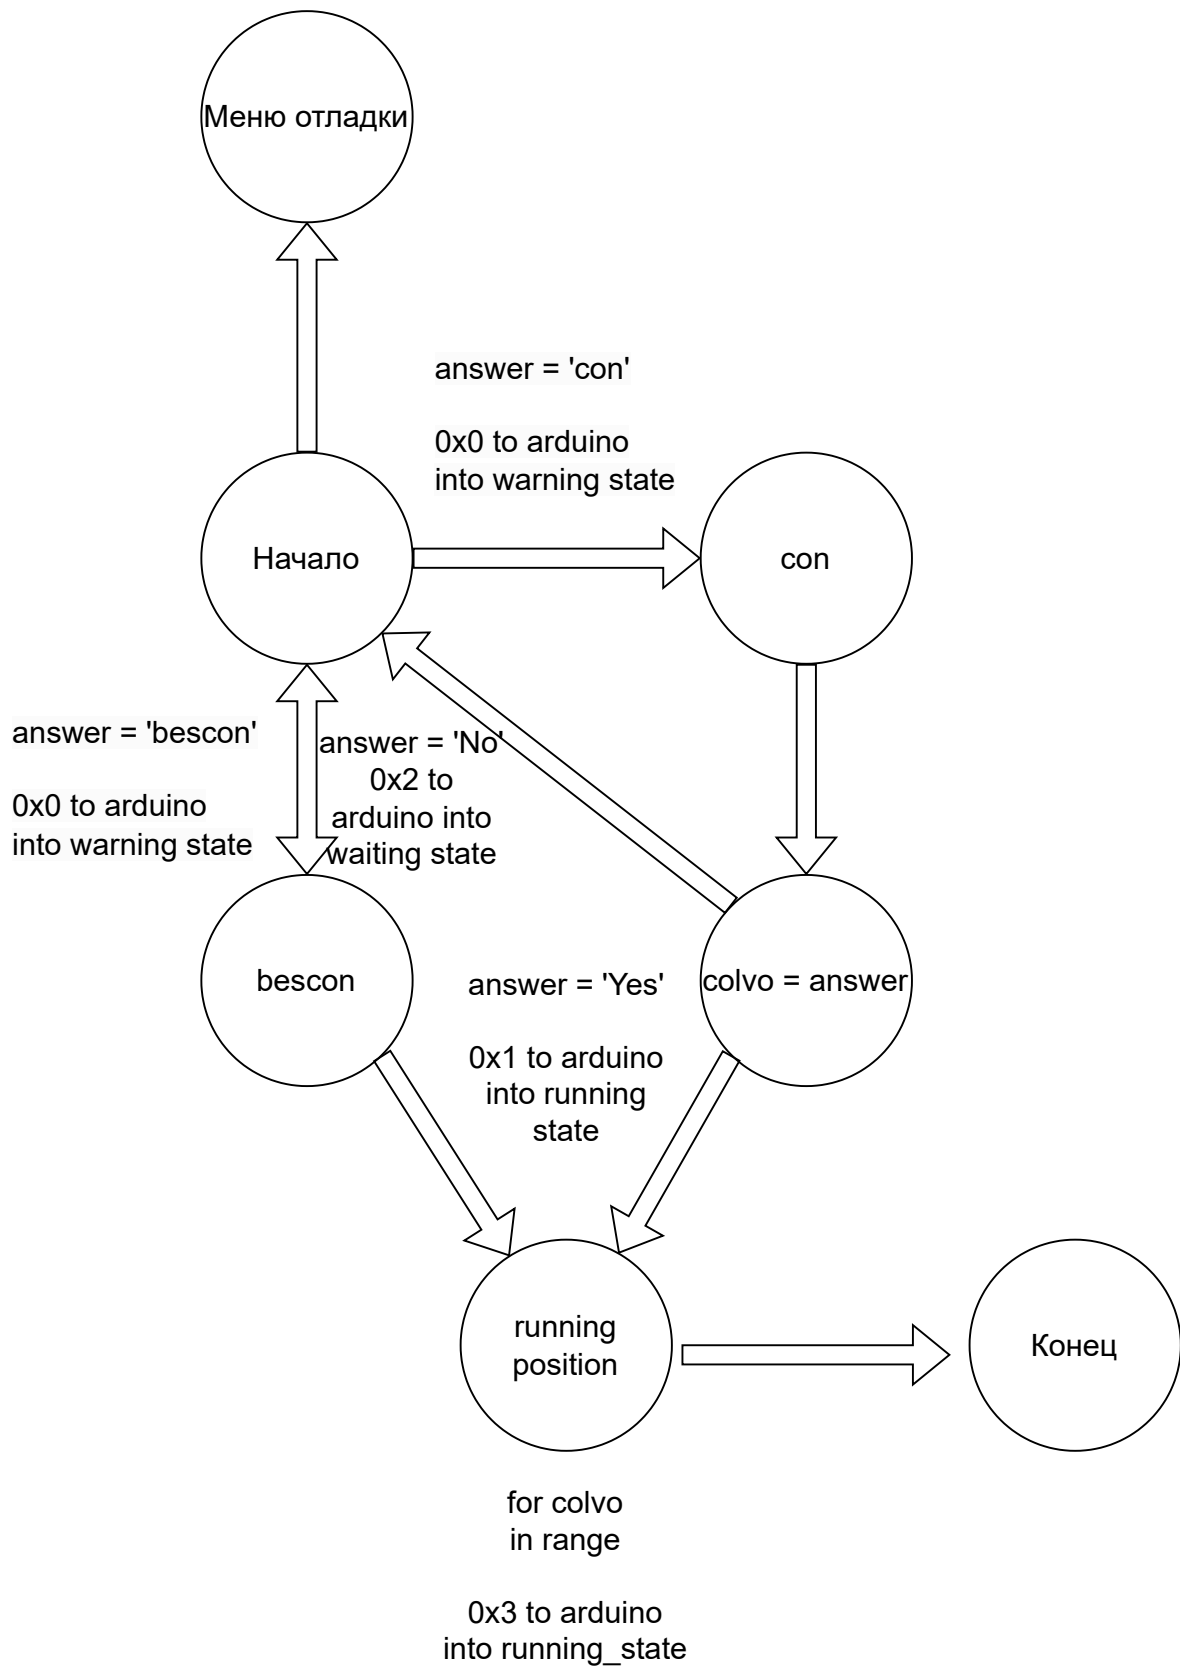 Меню отладки
answer = 'con'
0x0 to arduino
into warning state
Начало
con
answer = 'bescon'
0x0 to arduino
into warning state
answer = 'No'
0x2 to
arduino into
waiting state
bescon
answer = 'Yes'
0x1 to arduino
into running
state
colvo = answer
running
position
Конец
for colvo
in range
0x3 to arduino
into running_state